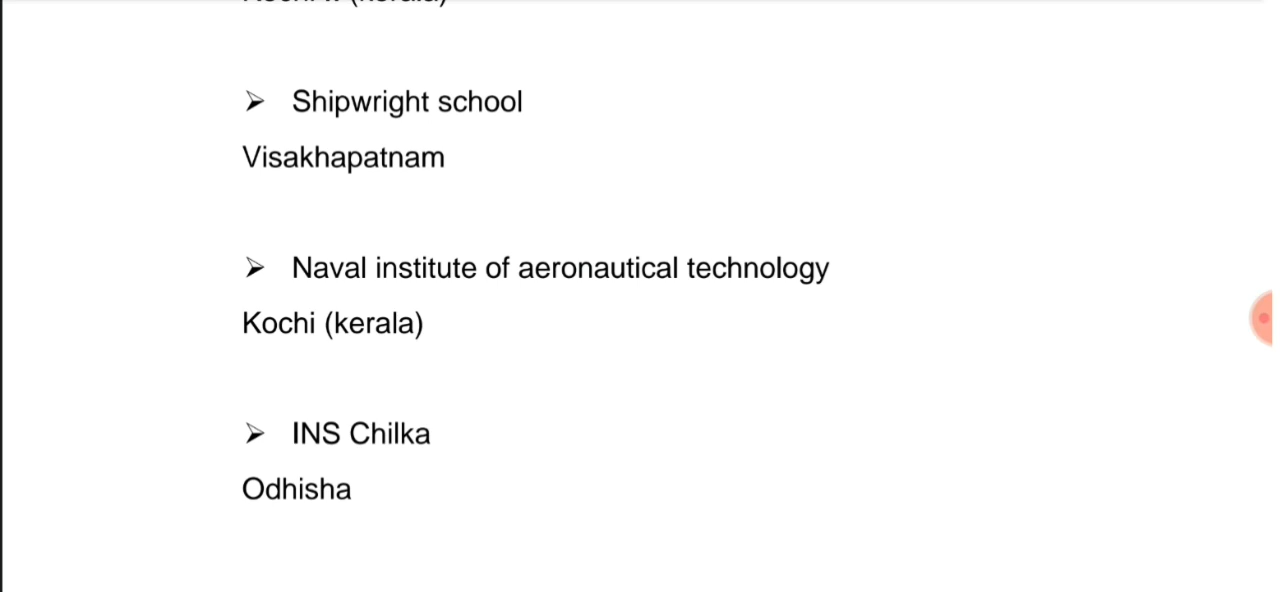 ➢ Shipwright school
Visakhapatnam
➢ Naval institute of aeronautical technology
Kochi (kerala)
➢ INS Chilka
Odhisha